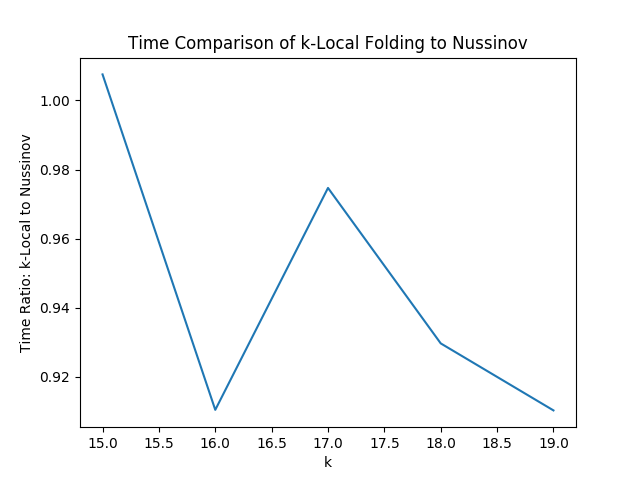 Time Comparison of k-Local Folding to Nussinov
Time Ratio: k-Local to Nussinov
1.00
0.98
0.96
0.94
0.92
15.0 15.5 16.0 16.5 17.0 17.5 18.0 18.5 19.0
k